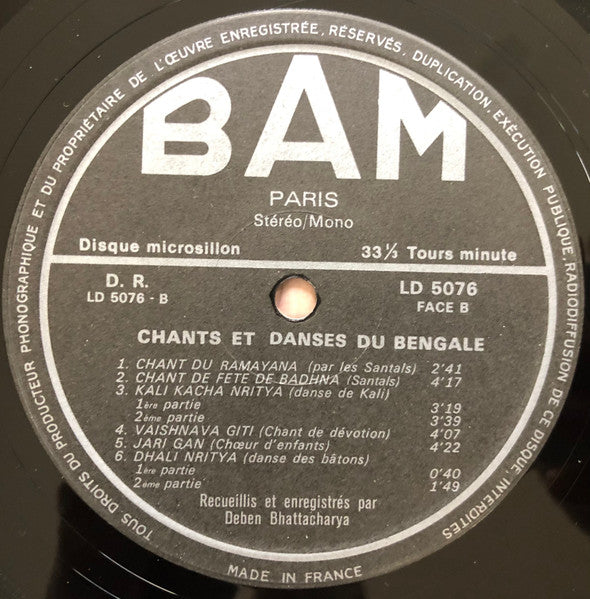 TOUS DROITS DU PRODUCTEUR PHONOGRAPHIQUE ET DU PROPRIÉTAIRE DE L'ŒUVRE ENREGISTRÉE, RÉSERVÉS, DUPLICATION, EXÉCUTION PUBLIQUE, RADIODIFFUSION DE CE DISQUE, INTERDITES
BAM
PARIS
Stéréo/Mono
Disque microsillon 33⅓ Tours minute
D. R. LD 5076
LD 5076 - B FACE B
CHANTS ET DANSES DU BENGALE
1. CHANT DU RAMAYANA (par les Santals) 2'41
2. CHANT DE FETE DE BADHNA (Santals) 4'17
3. KALI KACHA NRITYA (danse de Kali)
1ère partie 3'19
2ème partie 3'39
4. VAISHNAVA GITI (Chant de dévotion) 4'07
5. JARI GAN (Chœur d'enfants) 4'22
6. DHALI NRITYA (danse des bâtons)
1ère partie 0'40
2ème partie 1'49
Recueillis et enregistrés par
Deben Bhattacharya
MADE IN FRANCE